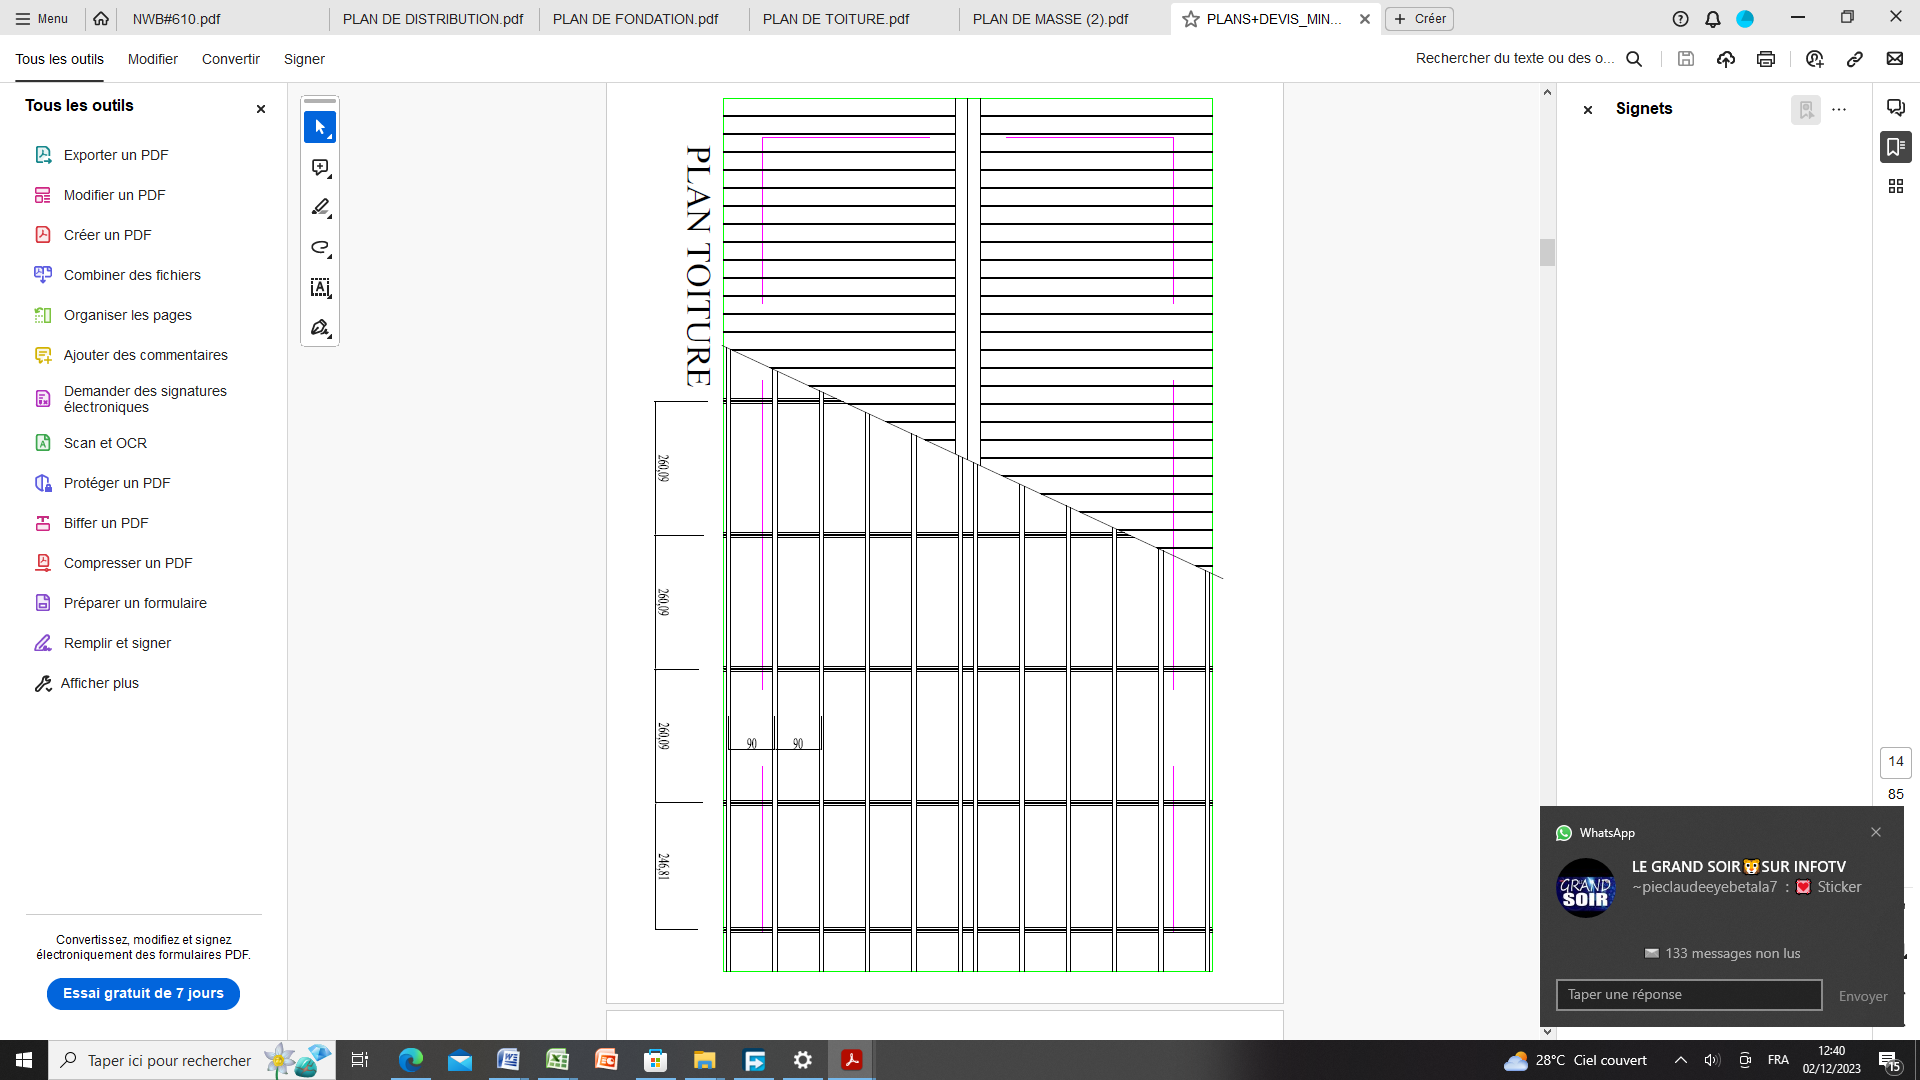 Menu
NWB#610.pdf
PLAN DE DISTRIBUTION.pdf
PLAN DE FONDATION.pdf
PLAN DE TOITURE.pdf
PLAN DE MASSE (2).pdf
PLANS+DEVIS_MIN...
Créer
Tous les outils
Modifier
Convertir
Signer
Rechercher du texte ou des o...
Tous les outils
Exporter un PDF
Modifier un PDF
Créer un PDF
Combiner des fichiers
Organiser les pages
Ajouter des commentaires
Demander des signatures
électroniques
Scan et OCR
Protéger un PDF
Biffer un PDF
Compresser un PDF
Préparer un formulaire
Remplir et signer
Afficher plus
Convertissez, modifiez et signez
électroniquement des formulaires PDF.
Essai gratuit de 7 jours
PLAN TOITURE
260,09
260,09
260,09
246,81
90
90
Signets
14
85
WhatsApp
LE GRAND SOIR🐯SUR INFOTV
~pieclaudeeyebetala7 : 💟 Sticker
GRAND
SOIR
133 messages non lus
Taper une réponse
Envoyer
Taper ici pour rechercher
28°C Ciel couvert
FRA
12:40
02/12/2023
15